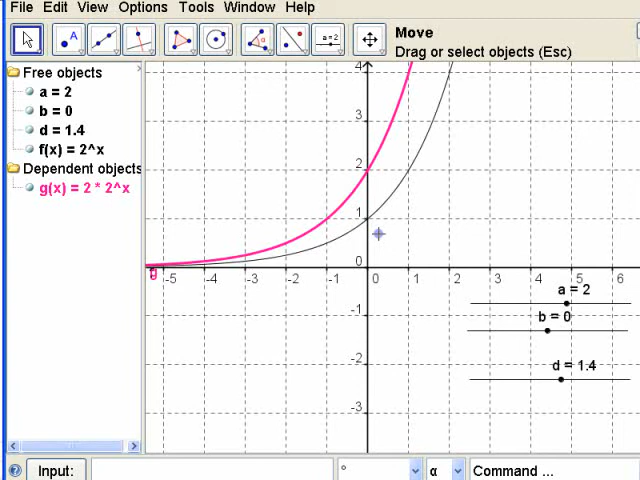 File Edit View Options Tools Window Help
A
α
a=2
Move
Drag or select objects (Esc)
Free objects
a = 2
b = 0
d = 1.4
f(x) = 2^x
Dependent objects
g(x) = 2 * 2^x
4
3
2
1
0
-1
-2
-3
-5 -4 -3 -2 -1 0 1 2 3 4 5 6
g
a = 2
b = 0
d = 1.4
Input:
°
α
Command ...